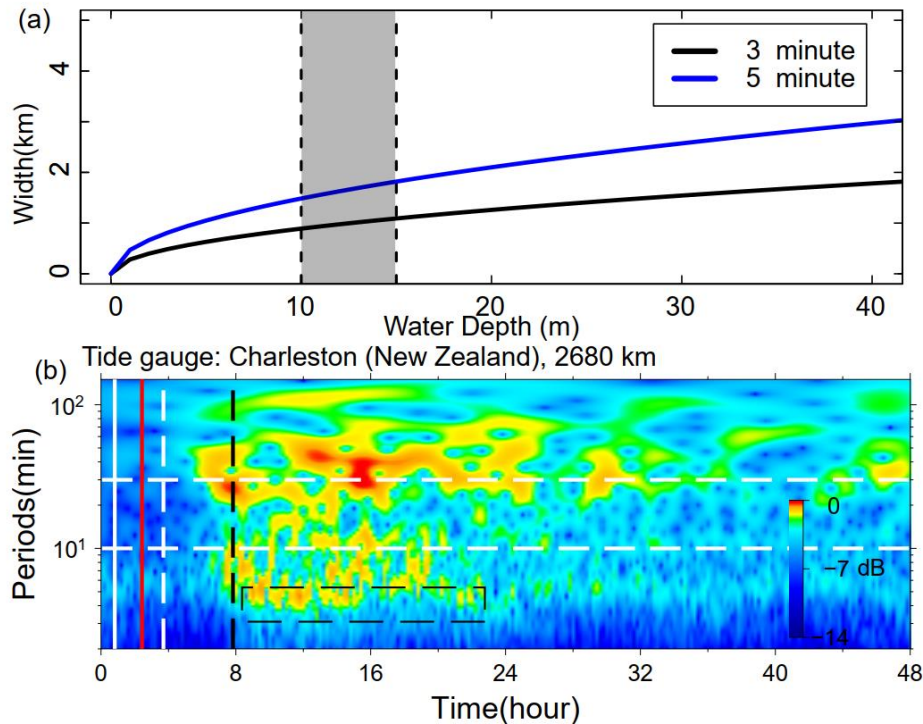 (a)
Width(km)
0 2 4
3 minute
5 minute
0 10 20 30 40
Water Depth (m)
(b)
Tide gauge: Charleston (New Zealand), 2680 km
Periods(min)
10²
10¹
0
−7 dB
−14
0 8 16 24 32 40 48
Time(hour)